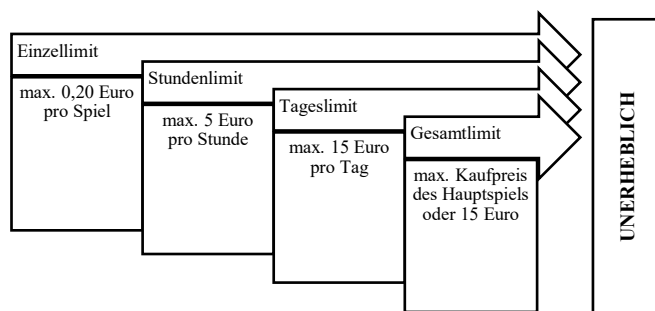 Einzellimit
max. 0,20 Euro
pro Spiel
Stundenlimit
max. 5 Euro
pro Stunde
Tageslimit
max. 15 Euro
pro Tag
Gesamtlimit
max. Kaufpreis
des Hauptspiels
oder 15 Euro
UNERHEBLICH